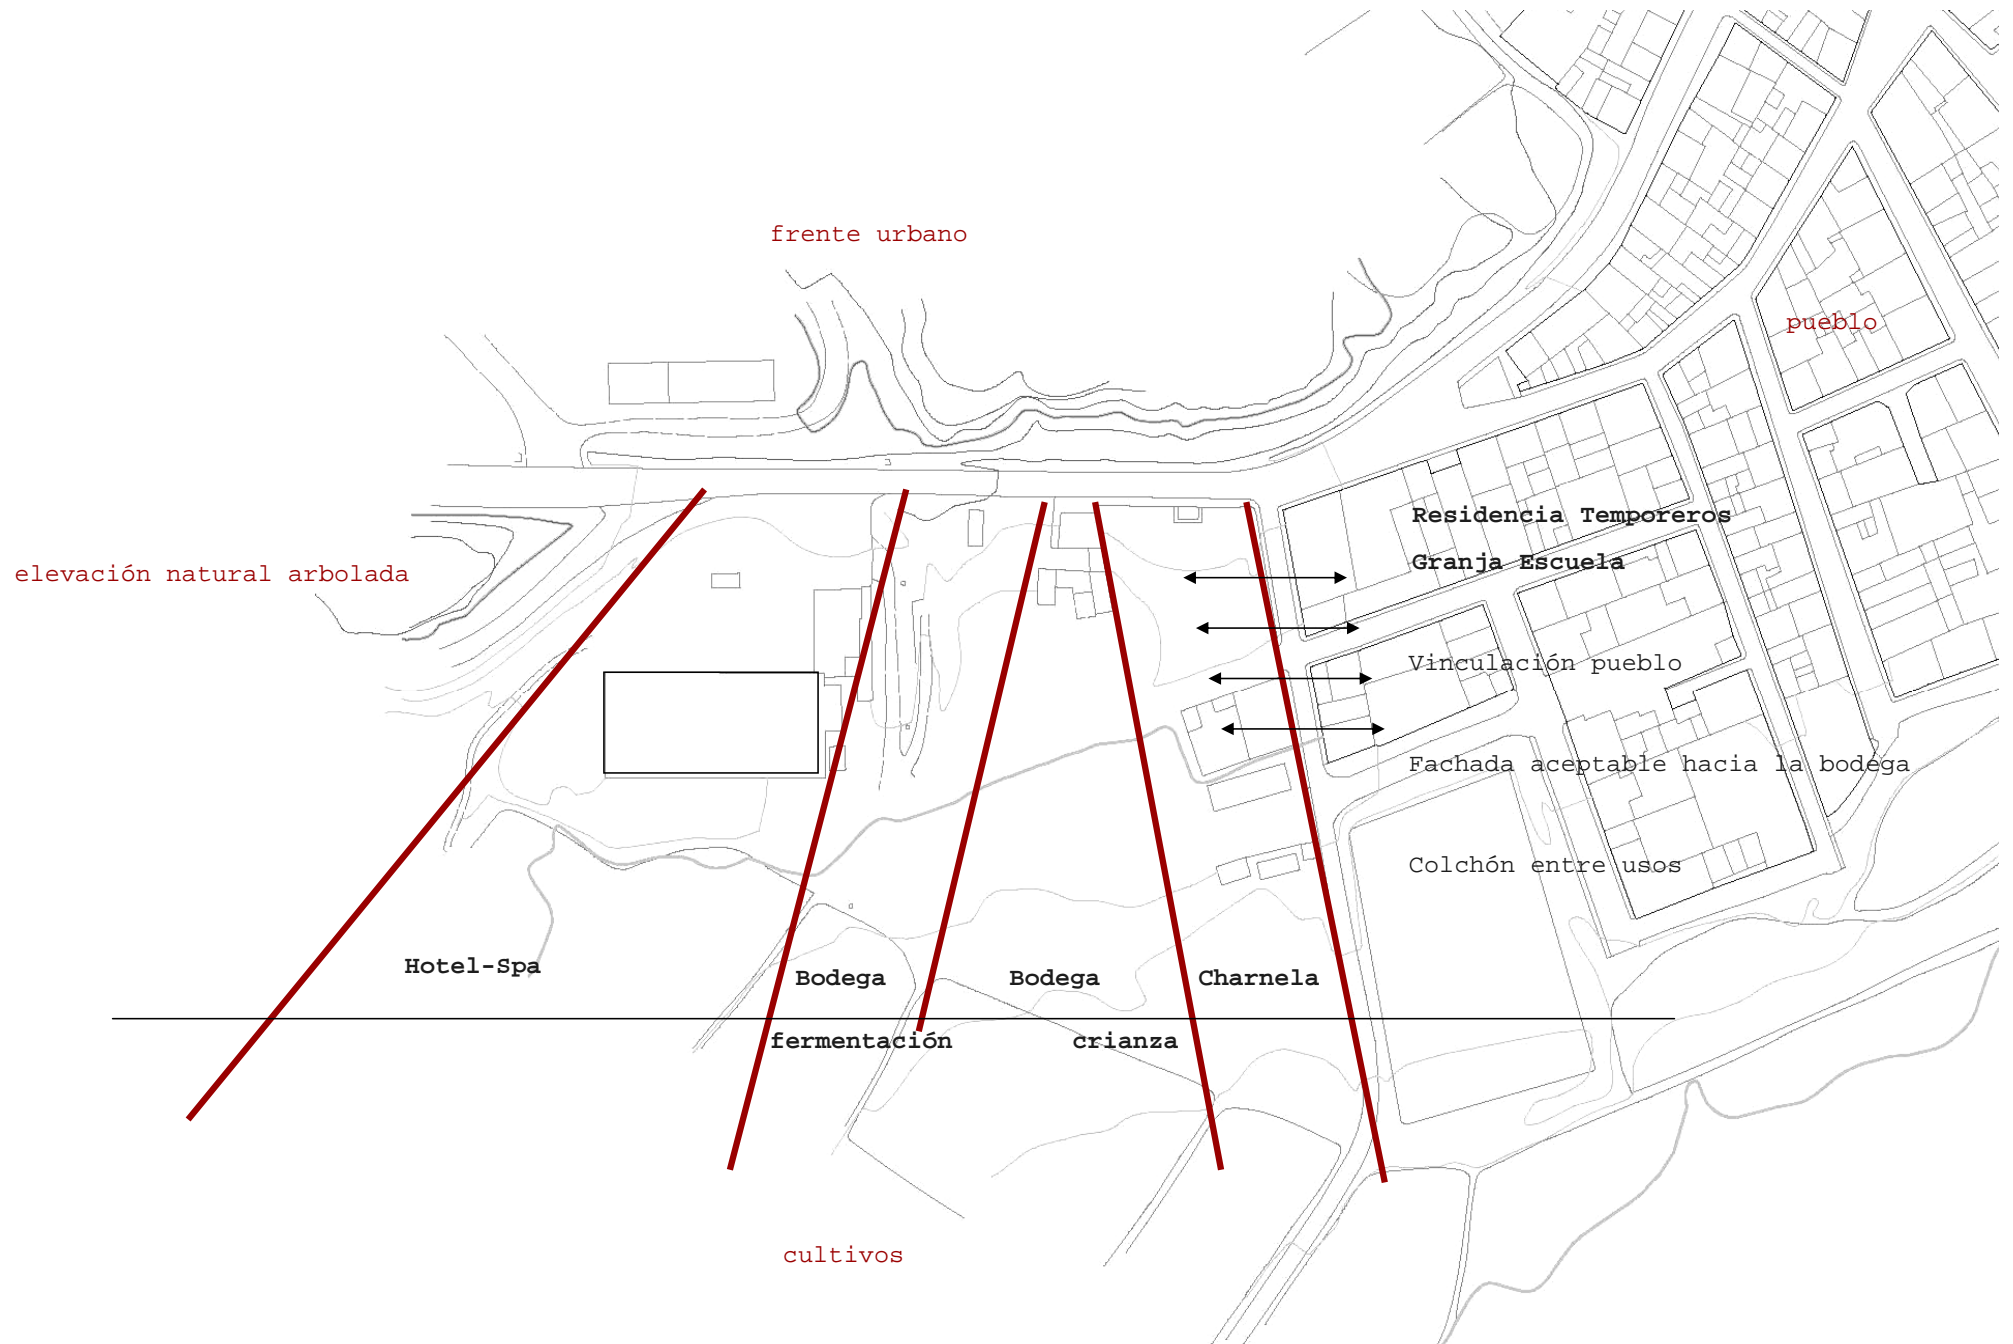 frente urbano
pueblo
Residencia Temporeros
Granja Escuela
elevación natural arbolada
Vinculación pueblo
Fachada aceptable hacia la bodega
Colchón entre usos
Hotel-Spa
Bodega
Bodega
Charnela
fermentación
crianza
cultivos